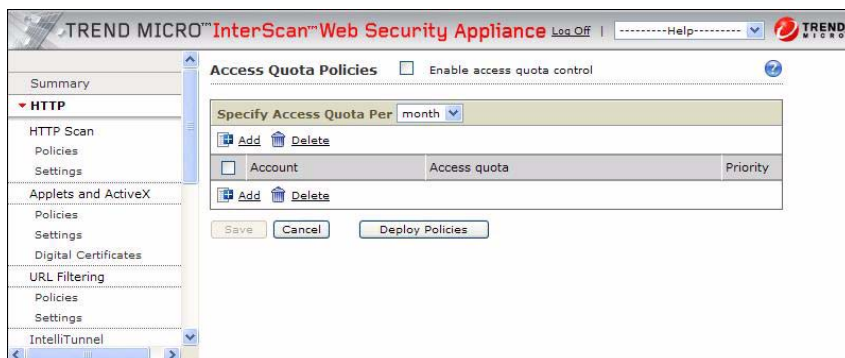 TREND MICRO™ InterScan™ Web Security Appliance Log Off | ---------Help--------- TREND MICRO
Summary
HTTP
HTTP Scan
Policies
Settings
Applets and ActiveX
Policies
Settings
Digital Certificates
URL Filtering
Policies
Settings
IntelliTunnel
Access Quota Policies Enable access quota control ?
Specify Access Quota Per month
Add Delete
Account Access quota Priority
Add Delete
Save Cancel Deploy Policies